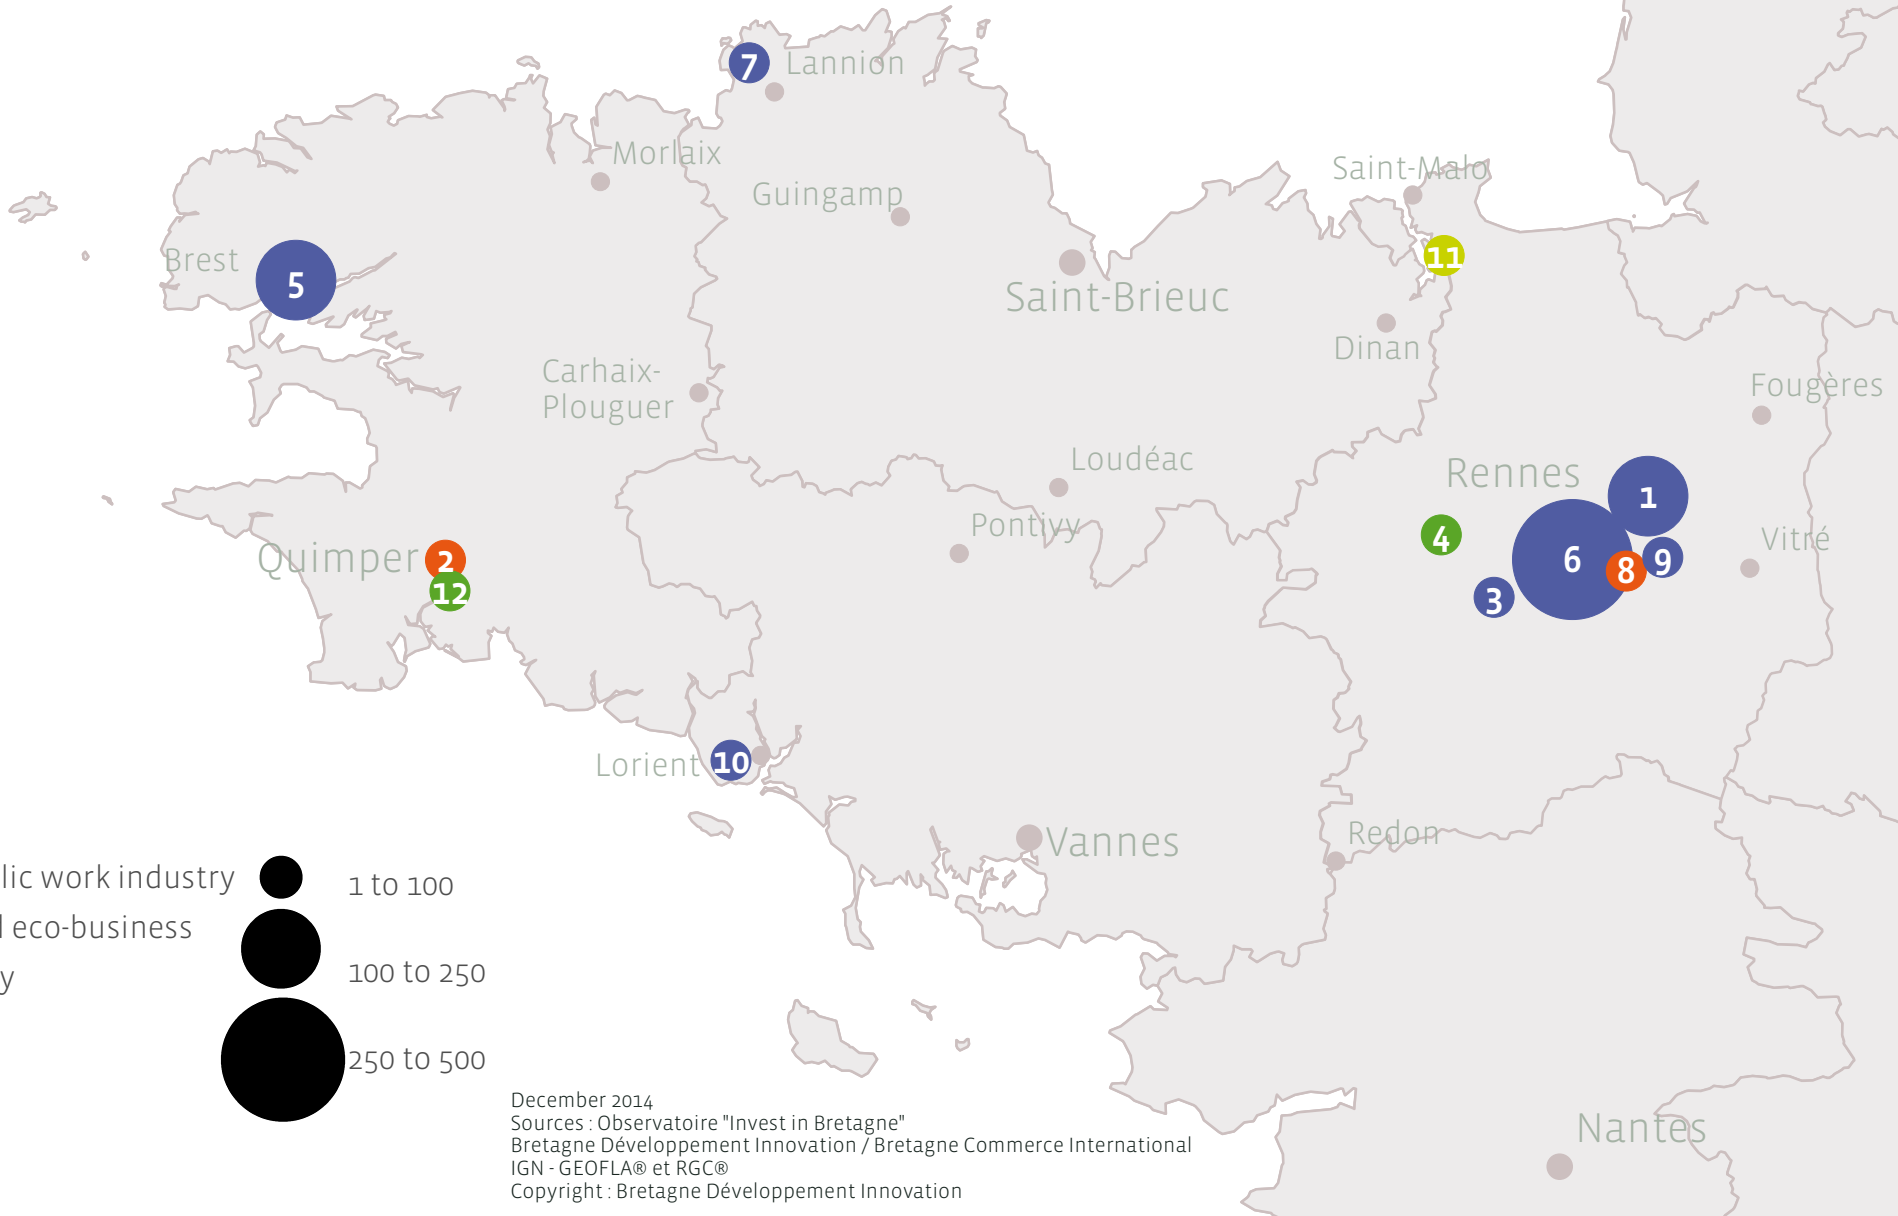 7
Lannion
Morlaix
Saint-Malo
Guingamp
Brest
11
5
Saint-Brieuc
Dinan
Carhaix-
Plouguer
Fougères
Loudéac
Rennes
1
Pontivy
4
Vitré
Quimper
2
6
8
9
12
3
Lorient
10
Redon
Vannes
lic work industry
1 to 100
eco-business
100 to 250
y
250 to 500
December 2014
Sources : Observatoire "Invest in Bretagne"
Bretagne Développement Innovation / Bretagne Commerce International
IGN - GEOFLA® et RGC®
Copyright : Bretagne Développement Innovation
Nantes